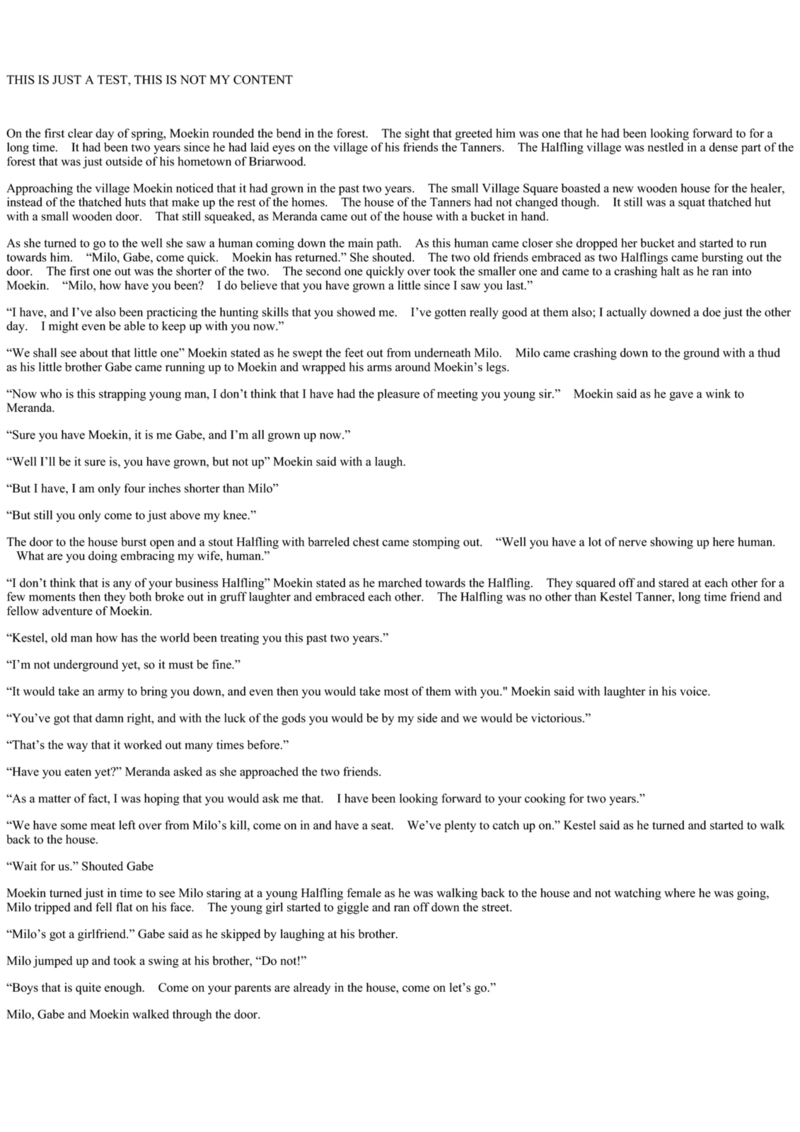 THIS IS JUST A TEST, THIS IS NOT MY CONTENT
On the first clear day of spring, Moekin rounded the bend in the forest.    The sight that greeted him was one that he had been looking forward to for a
long time.    It had been two years since he had laid eyes on the village of his friends the Tanners.    The Halfling village was nestled in a dense part of the
forest that was just outside of his hometown of Briarwood.
Approaching the village Moekin noticed that it had grown in the past two years.    The small Village Square boasted a new wooden house for the healer,
instead of the thatched huts that make up the rest of the homes.    The house of the Tanners had not changed though.    It still was a squat thatched hut
with a small wooden door.    That still squeaked, as Meranda came out of the house with a bucket in hand.
As she turned to go to the well she saw a human coming down the main path.    As this human came closer she dropped her bucket and started to run
towards him.    “Milo, Gabe, come quick.    Moekin has returned.” She shouted.    The two old friends embraced as two Halflings came bursting out the
door.    The first one out was the shorter of the two.    The second one quickly over took the smaller one and came to a crashing halt as he ran into
Moekin.    “Milo, how have you been?    I do believe that you have grown a little since I saw you last.”
“I have, and I’ve also been practicing the hunting skills that you showed me.    I’ve gotten really good at them also; I actually downed a doe just the other
day.    I might even be able to keep up with you now.”
“We shall see about that little one” Moekin stated as he swept the feet out from underneath Milo.    Milo came crashing down to the ground with a thud
as his little brother Gabe came running up to Moekin and wrapped his arms around Moekin’s legs.
“Now who is this strapping young man, I don’t think that I have had the pleasure of meeting you young sir.”    Moekin said as he gave a wink to
Meranda.
“Sure you have Moekin, it is me Gabe, and I’m all grown up now.”
“Well I’ll be it sure is, you have grown, but not up” Moekin said with a laugh.
“But I have, I am only four inches shorter than Milo”
“But still you only come to just above my knee.”
The door to the house burst open and a stout Halfling with barreled chest came stomping out.    “Well you have a lot of nerve showing up here human.
What are you doing embracing my wife, human.”
“I don’t think that is any of your business Halfling” Moekin stated as he marched towards the Halfling.    They squared off and stared at each other for a
few moments then they both broke out in gruff laughter and embraced each other.    The Halfling was no other than Kestel Tanner, long time friend and
fellow adventure of Moekin.
“Kestel, old man how has the world been treating you this past two years.”
“I’m not underground yet, so it must be fine.”
“It would take an army to bring you down, and even then you would take most of them with you." Moekin said with laughter in his voice.
“You’ve got that damn right, and with the luck of the gods you would be by my side and we would be victorious.”
“That’s the way that it worked out many times before.”
“Have you eaten yet?” Meranda asked as she approached the two friends.
“As a matter of fact, I was hoping that you would ask me that.    I have been looking forward to your cooking for two years.”
“We have some meat left over from Milo’s kill, come on in and have a seat.    We’ve plenty to catch up on.” Kestel said as he turned and started to walk
back to the house.
“Wait for us.” Shouted Gabe
Moekin turned just in time to see Milo staring at a young Halfling female as he was walking back to the house and not watching where he was going,
Milo tripped and fell flat on his face.    The young girl started to giggle and ran off down the street.
“Milo’s got a girlfriend.” Gabe said as he skipped by laughing at his brother.
Milo jumped up and took a swing at his brother, “Do not!”
“Boys that is quite enough.    Come on your parents are already in the house, come on let’s go.”
Milo, Gabe and Moekin walked through the door.